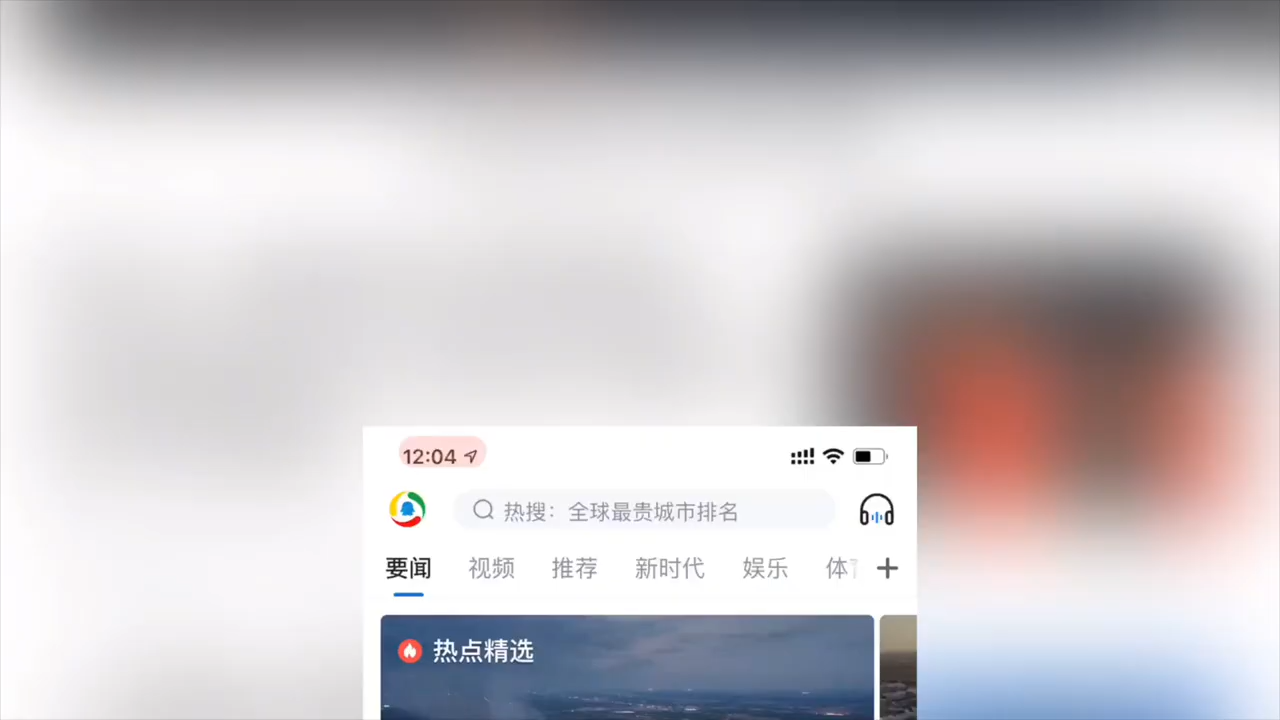 12:04
热搜：全球最贵城市排名
要闻 视频 推荐 新时代 娱乐 体
热点精选